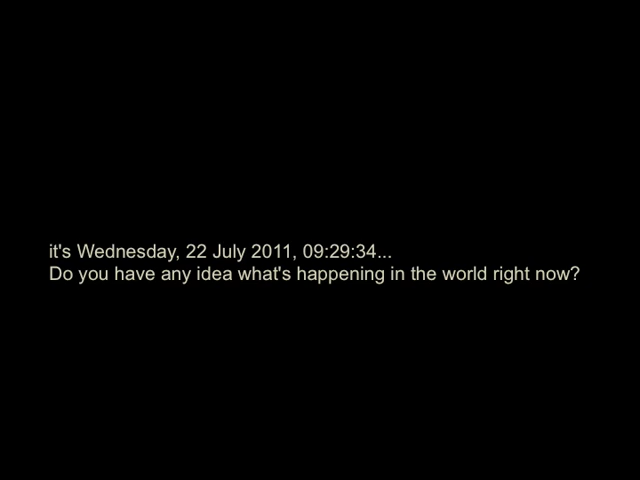 it's Wednesday, 22 July 2011, 09:29:34...
Do you have any idea what's happening in the world right now?